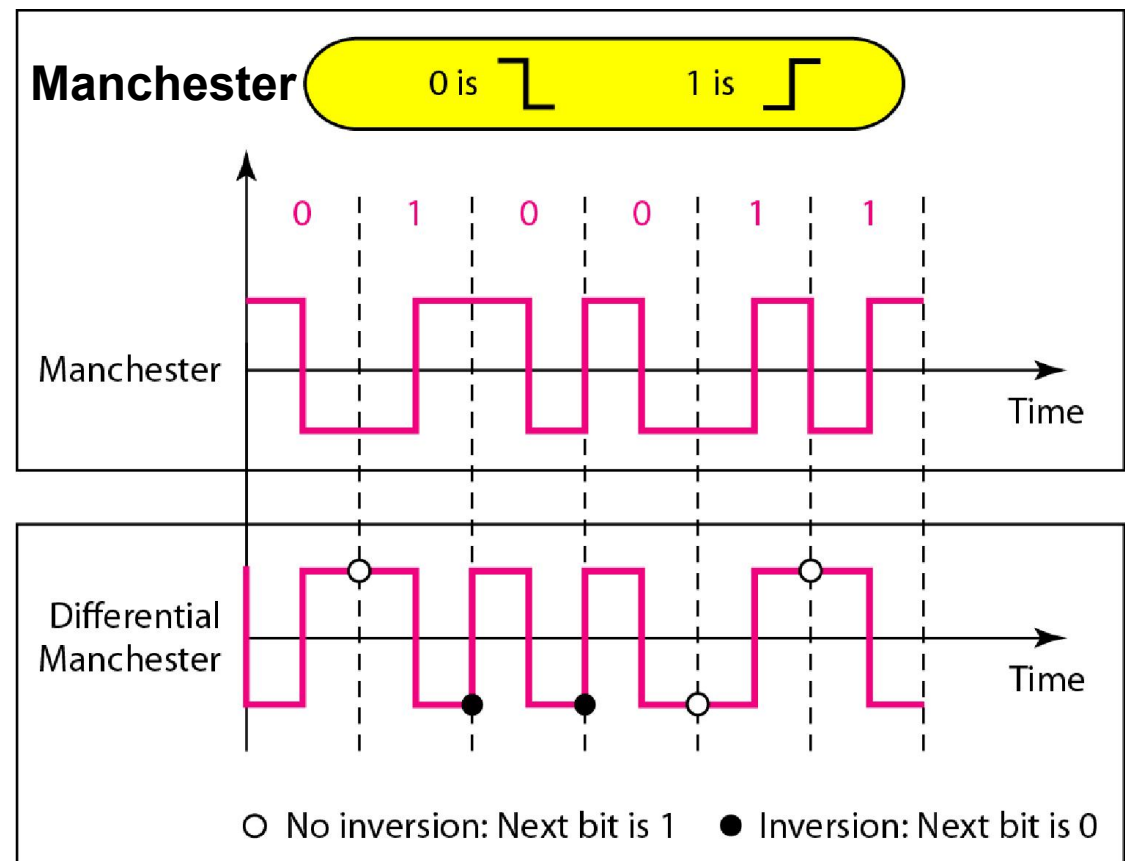 Manchester 0 is 1 is
0 1 0 0 1 1
Manchester
Time
Differential
Manchester
Time
No inversion: Next bit is 1 Inversion: Next bit is 0